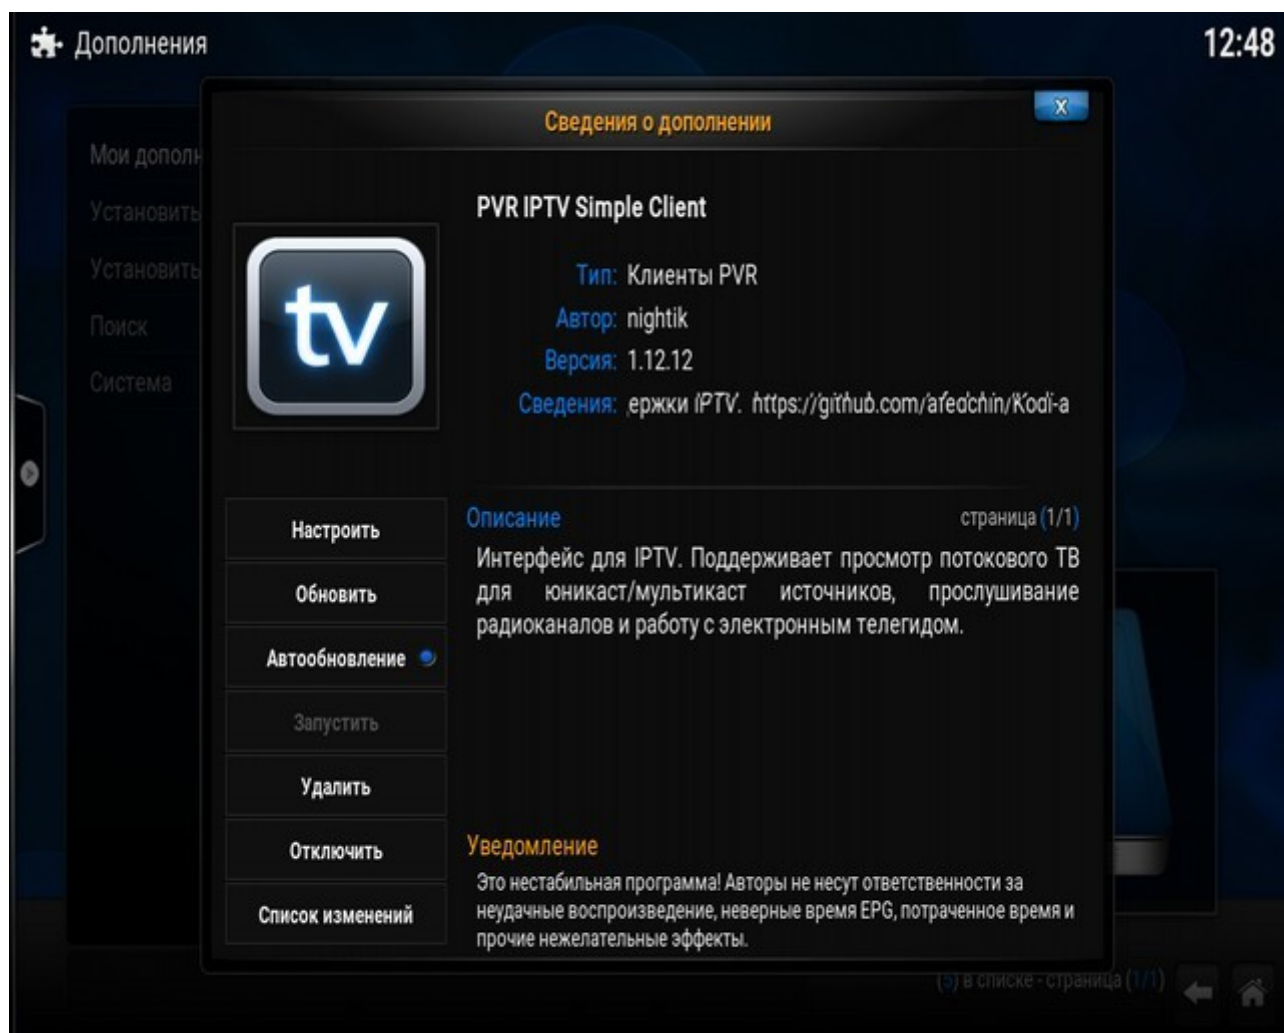 Дополнения
12:48
Сведения о дополнении
X
Мои дополн
Установить
Установить
Поиск
Система
tv
PVR IPTV Simple Client
Тип: Клиенты PVR
Автор: nightik
Версия: 1.12.12
Сведения: ержки IPTV. https://github.com/afedchin/Kodi-a
Настроить
Обновить
Автообновление
Запустить
Удалить
Отключить
Список изменений
Описание
страница (1/1)
Интерфейс для IPTV. Поддерживает просмотр потокового ТВ
для юникаст/мультикаст источников, прослушивание
радиоканалов и работу с электронным телегидом.
Уведомление
Это нестабильная программа! Авторы не несут ответственности за
неудачные воспроизведение, неверные время EPG, потраченное время и
прочие нежелательные эффекты.
(5) в списке - страница (1/1)